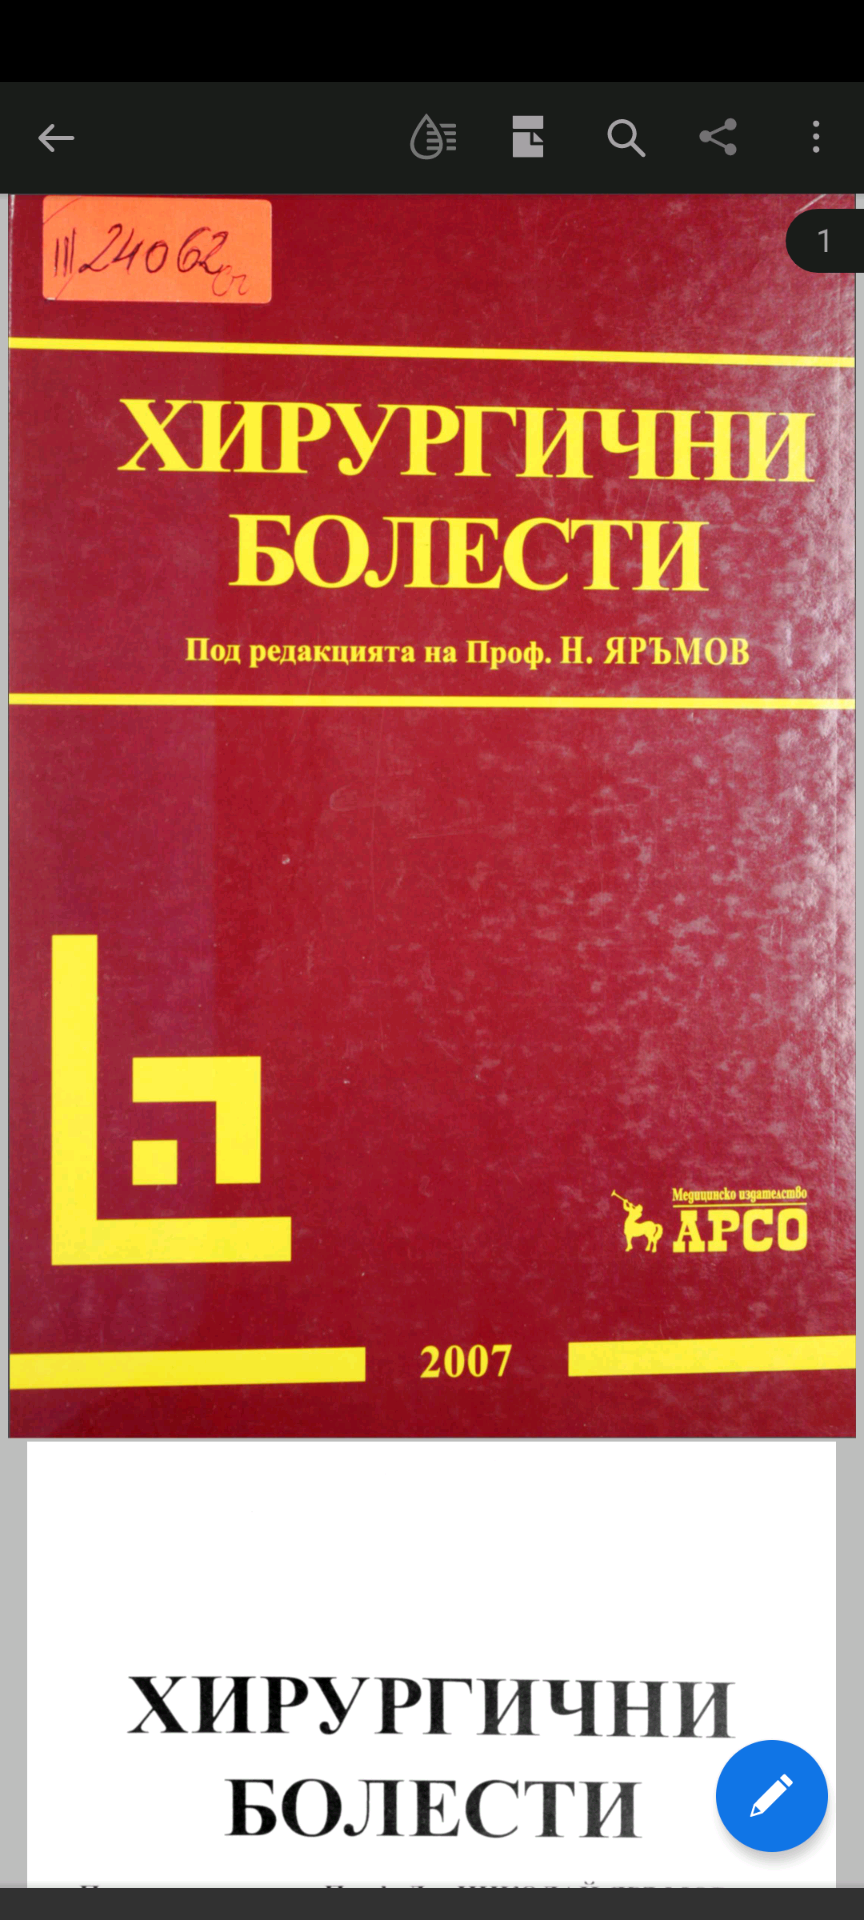 1
III 24062
ХИРУРГИЧНИ
БОЛЕСТИ
Под редакцията на Проф. Н. ЯРЪМОВ
Медицинско издателство
АРСО
2007
ХИРУРГИЧНИ
БОЛЕСТИ